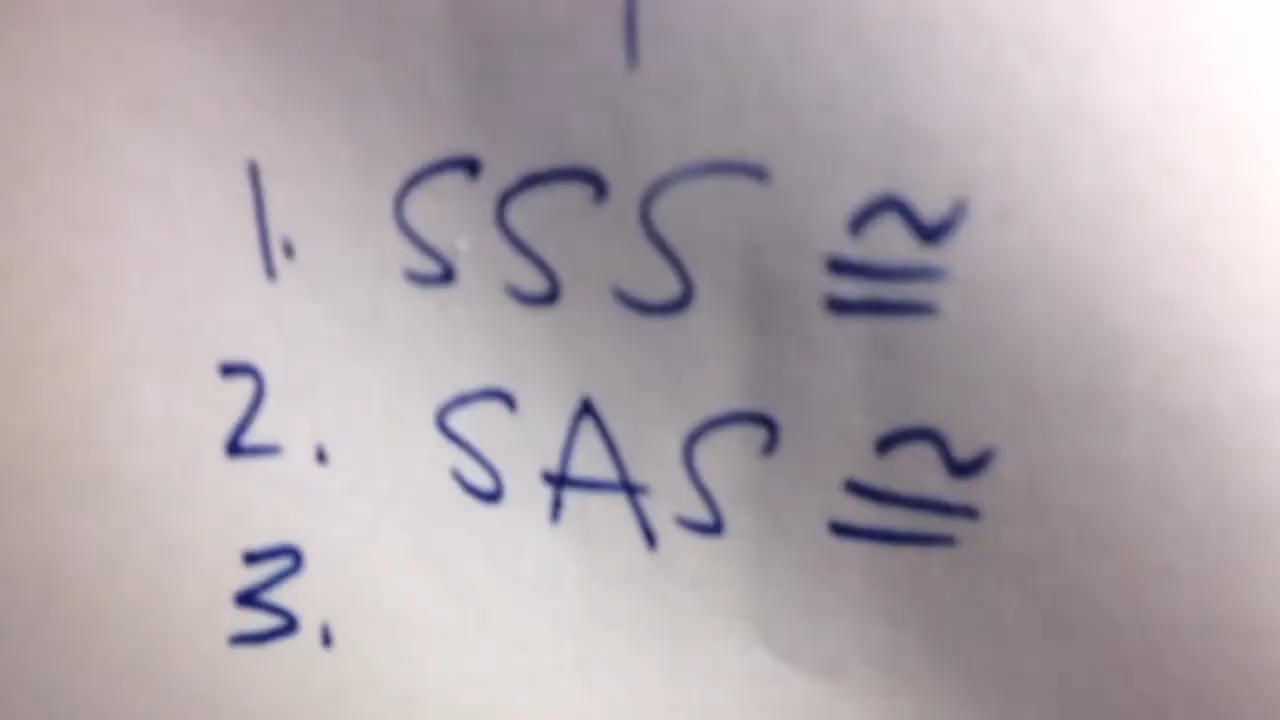 1. SSS ≅
2. SAS ≅
3.